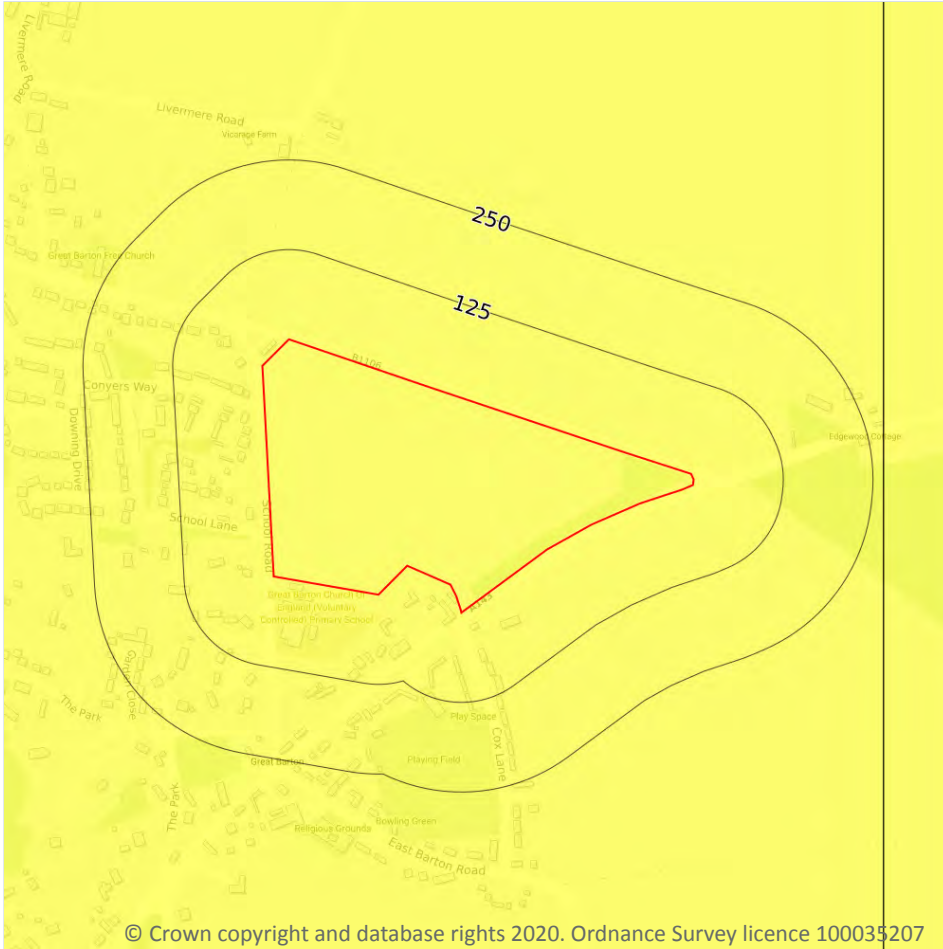 Livermere
Road
Livermere Road
Vicarage Farm
250
Great Barton Free Church
125
B1106
Conyers Way
Downing Drive
Edgewood Cottage
School Lane
School Road
Great Barton Church of
England (Voluntary
Controlled) Primary School
A143
Garden Close
The Park
Play Space
Cox Lane
Great Barton
Playing Field
The Park
Religious Grounds
Bowling Green
East Barton Road
© Crown copyright and database rights 2020. Ordnance Survey licence 100035207